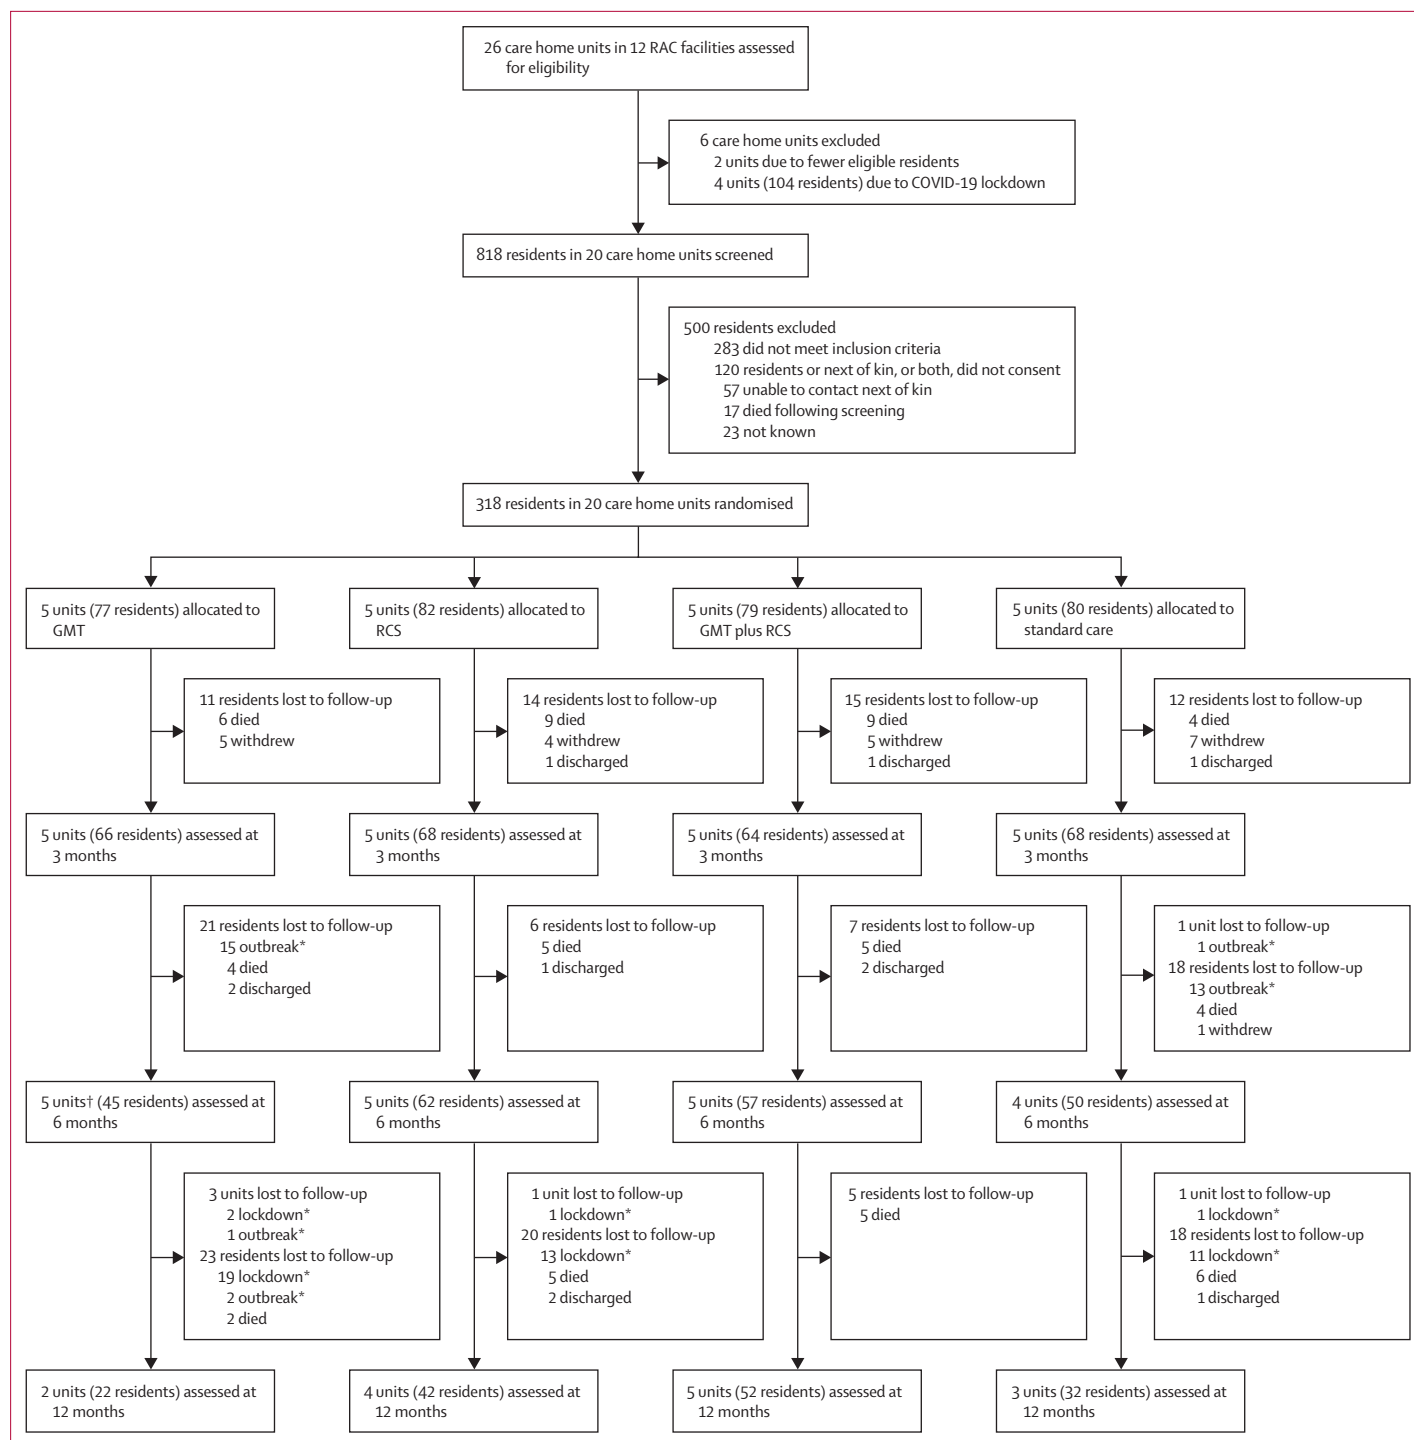 26 care home units in 12 RAC facilities assessed
for eligibility
6 care home units excluded
2 units due to fewer eligible residents
4 units (104 residents) due to COVID-19 lockdown
818 residents in 20 care home units screened
500 residents excluded
283 did not meet inclusion criteria
120 residents or next of kin, or both, did not consent
57 unable to contact next of kin
17 died following screening
23 not known
318 residents in 20 care home units randomised
5 units (77 residents) allocated to
GMT
5 units (82 residents) allocated to
RCS
5 units (79 residents) allocated to
GMT plus RCS
5 units (80 residents) allocated to
standard care
11 residents lost to follow-up
6 died
5 withdrew
14 residents lost to follow-up
9 died
4 withdrew
1 discharged
15 residents lost to follow-up
9 died
5 withdrew
1 discharged
12 residents lost to follow-up
4 died
7 withdrew
1 discharged
5 units (66 residents) assessed at
3 months
5 units (68 residents) assessed at
3 months
5 units (64 residents) assessed at
3 months
5 units (68 residents) assessed at
3 months
21 residents lost to follow-up
15 outbreak*
4 died
2 discharged
6 residents lost to follow-up
5 died
1 discharged
7 residents lost to follow-up
5 died
2 discharged
1 unit lost to follow-up
1 outbreak*
18 residents lost to follow-up
13 outbreak*
4 died
1 withdrew
5 units† (45 residents) assessed at
6 months
5 units (62 residents) assessed at
6 months
5 units (57 residents) assessed at
6 months
4 units (50 residents) assessed at
6 months
3 units lost to follow-up
2 lockdown*
1 outbreak*
23 residents lost to follow-up
19 lockdown*
2 outbreak*
2 died
1 unit lost to follow-up
1 lockdown*
20 residents lost to follow-up
13 lockdown*
5 died
2 discharged
5 residents lost to follow-up
5 died
1 unit lost to follow-up
1 lockdown*
18 residents lost to follow-up
11 lockdown*
6 died
1 discharged
2 units (22 residents) assessed at
12 months
4 units (42 residents) assessed at
12 months
5 units (52 residents) assessed at
12 months
3 units (32 residents) assessed at
12 months